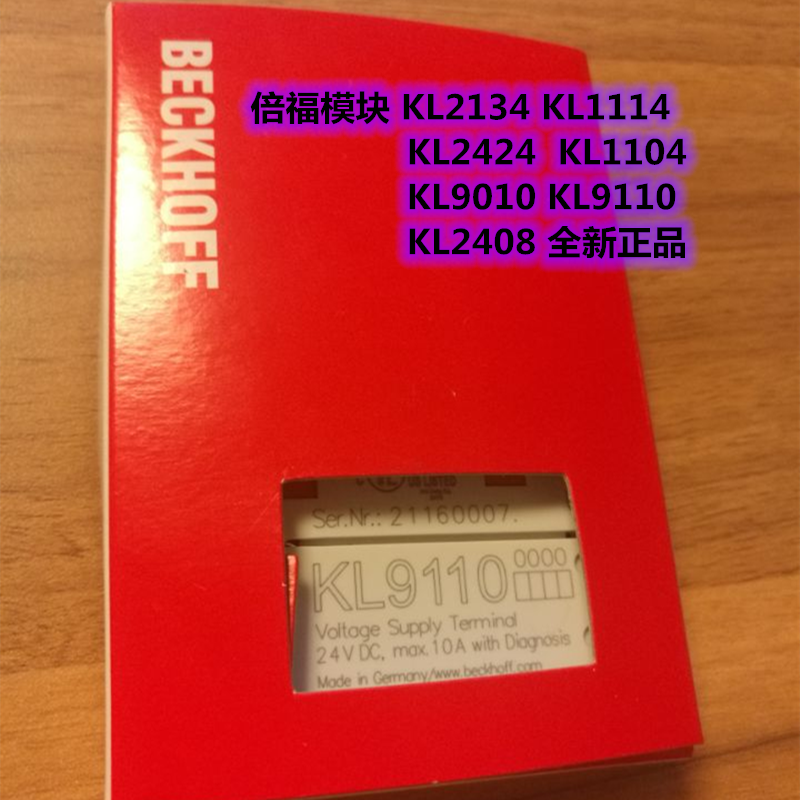 BECKHOFF
倍福模块 KL2134 KL1114
KL2424 KL1104
KL9010 KL9110
KL2408 全新正品
Ser.Nr.: 21160007.
KL9110 0000
Voltage Supply Terminal
24V DC, max. 10A with Diagnosis
Made in Germany/www.beckhoff.com